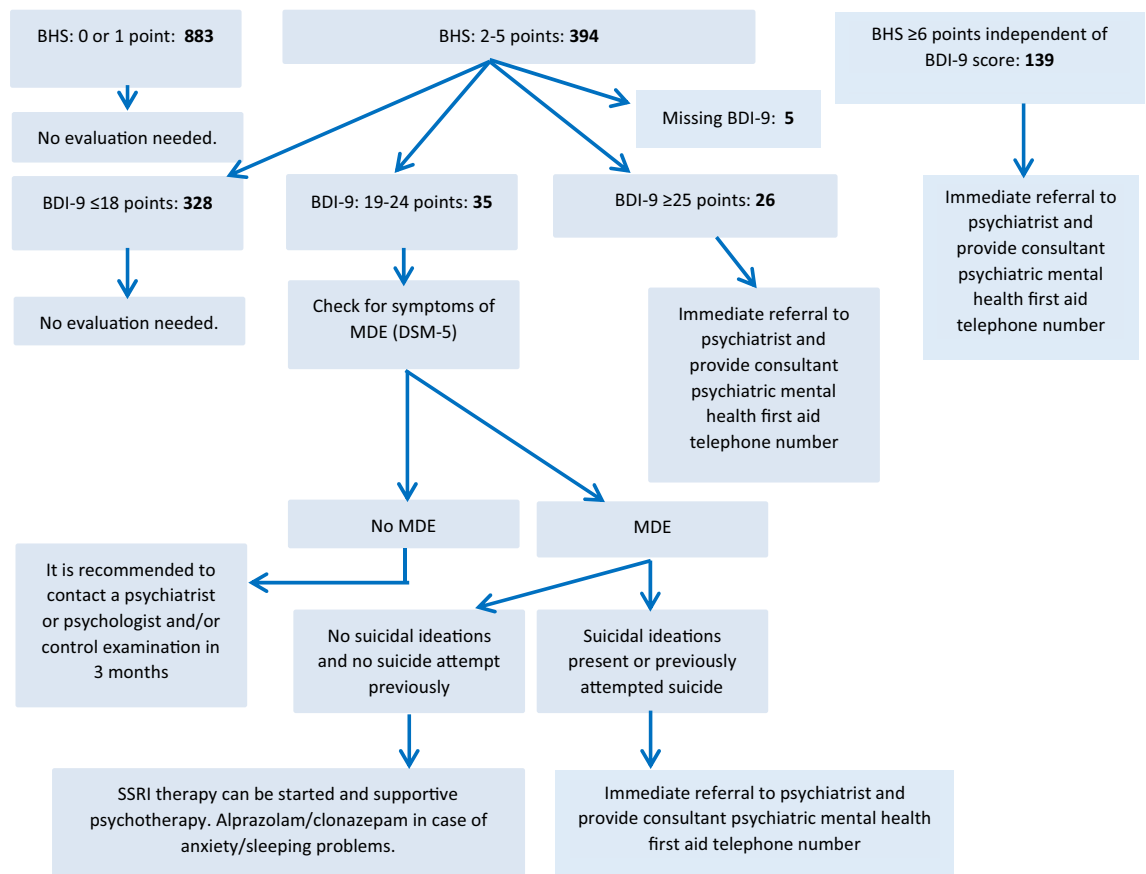 BHS: 0 or 1 point: 883
BHS: 2-5 points: 394
BHS ≥6 points independent of
BDI-9 score: 139
No evaluation needed.
Missing BDI-9: 5
BDI-9 ≤18 points: 328
BDI-9: 19-24 points: 35
BDI-9 ≥25 points: 26
Immediate referral to
psychiatrist and
provide consultant
psychiatric mental
health first aid
telephone number
No evaluation needed.
Check for symptoms of
MDE (DSM-5)
Immediate referral to
psychiatrist and
provide consultant
psychiatric mental
health first aid
telephone number
No MDE
MDE
It is recommended to
contact a psychiatrist
or psychologist and/or
control examination in
3 months
No suicidal ideations
and no suicide attempt
previously
Suicidal ideations
present or previously
attempted suicide
SSRI therapy can be started and supportive
psychotherapy. Alprazolam/clonazepam in case of
anxiety/sleeping problems.
Immediate referral to psychiatrist and
provide consultant psychiatric mental health
first aid telephone number